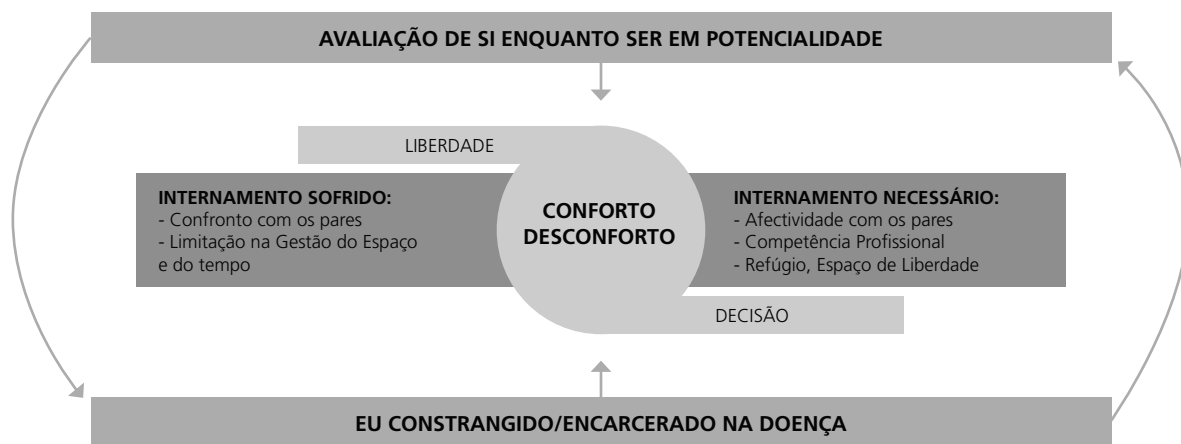 AVALIAÇÃO DE SI ENQUANTO SER EM POTENCIALIDADE
LIBERDADE
INTERNAMENTO SOFRIDO:
- Confronto com os pares
- Limitação na Gestão do Espaço
e do tempo
CONFORTO
DESCONFORTO
INTERNAMENTO NECESSÁRIO:
- Afectividade com os pares
- Competência Profissional
- Refúgio, Espaço de Liberdade
DECISÃO
EU CONSTRANGIDO/ENCARCERADO NA DOENÇA